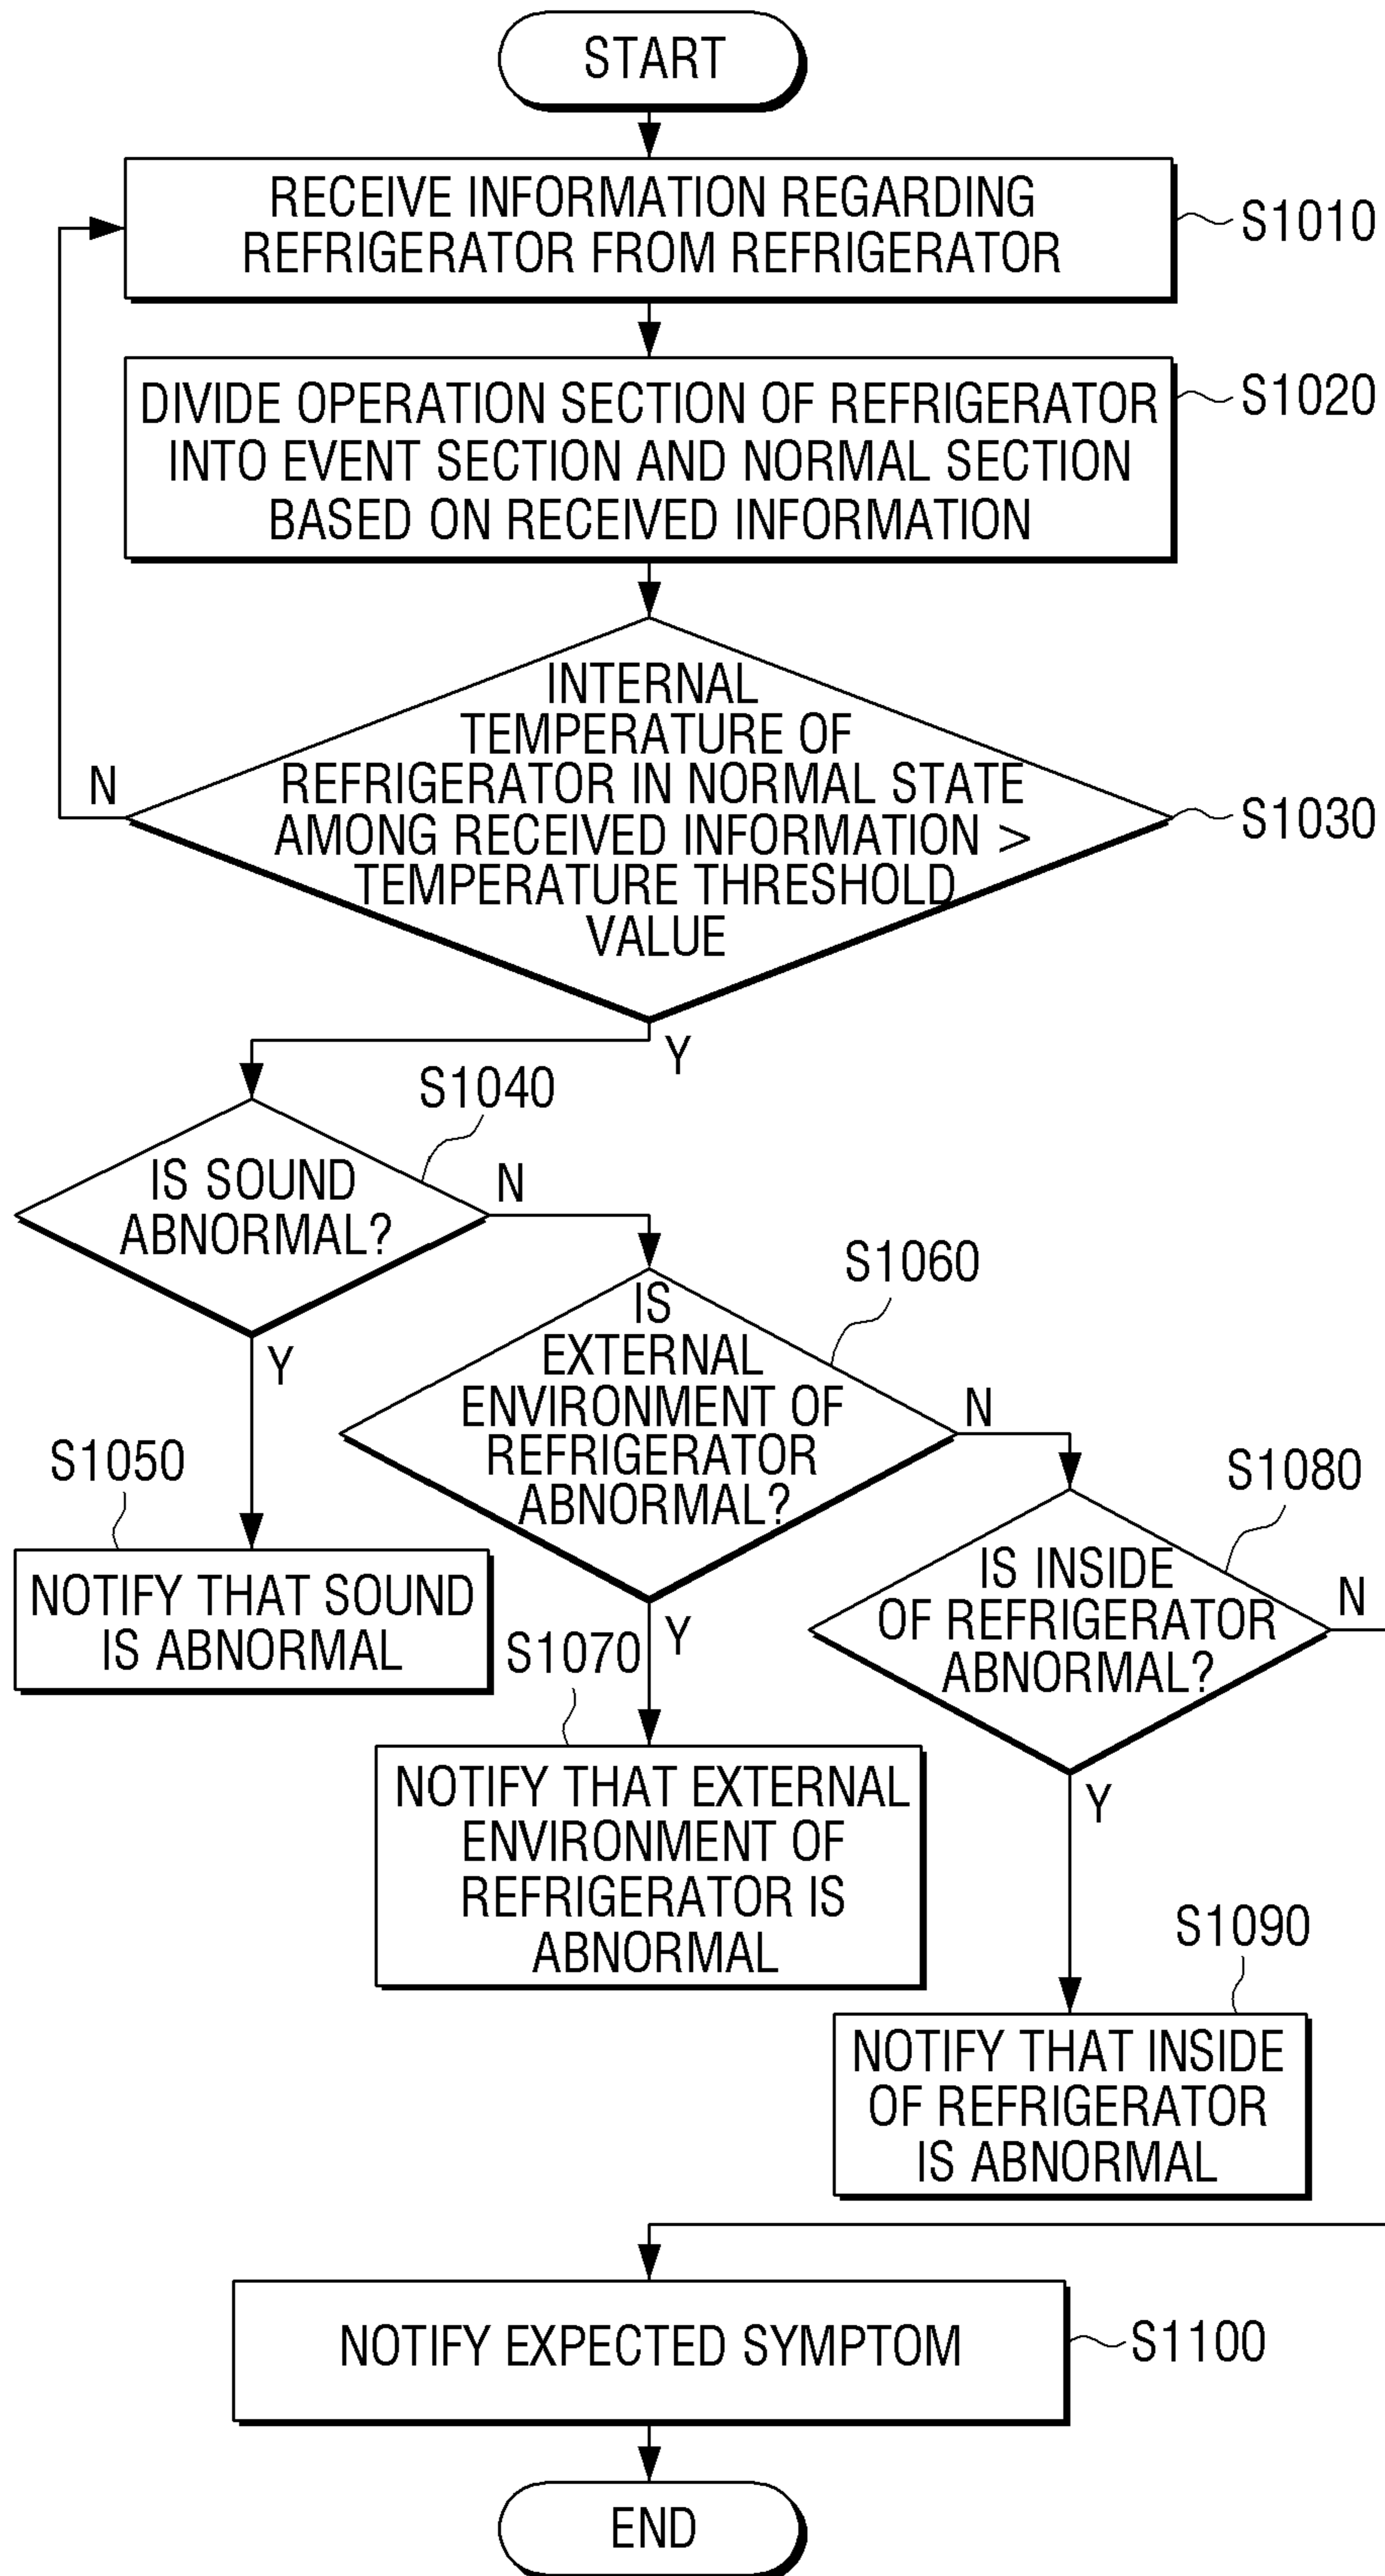 START
RECEIVE INFORMATION REGARDING
REFRIGERATOR FROM REFRIGERATOR
S1010
DIVIDE OPERATION SECTION OF REFRIGERATOR
INTO EVENT SECTION AND NORMAL SECTION
BASED ON RECEIVED INFORMATION
S1020
INTERNAL
TEMPERATURE OF
REFRIGERATOR IN NORMAL STATE
AMONG RECEIVED INFORMATION >
TEMPERATURE THRESHOLD
VALUE
N
S1030
Y
S1040
IS SOUND
ABNORMAL?
N
Y
S1060
IS
EXTERNAL
ENVIRONMENT OF
REFRIGERATOR
ABNORMAL?
N
Y
S1050
NOTIFY THAT SOUND
IS ABNORMAL
S1080
IS INSIDE
OF REFRIGERATOR
ABNORMAL?
N
Y
S1070
NOTIFY THAT EXTERNAL
ENVIRONMENT OF
REFRIGERATOR IS
ABNORMAL
S1090
NOTIFY THAT INSIDE
OF REFRIGERATOR
IS ABNORMAL
NOTIFY EXPECTED SYMPTOM
S1100
END